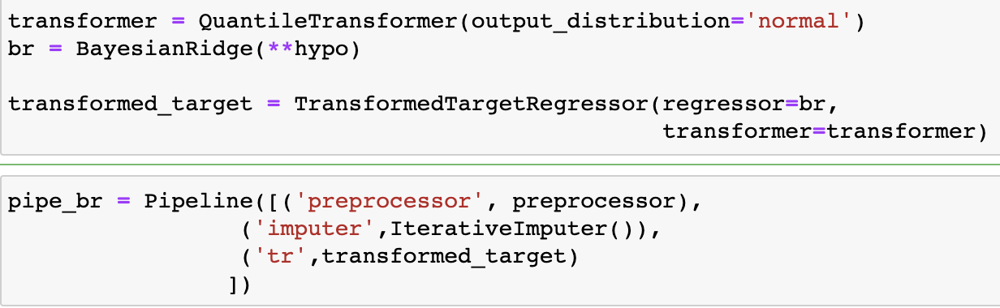 transformer = QuantileTransformer(output_distribution='normal')
br = BayesianRidge(**hypo)
transformed_target = TransformedTargetRegressor(regressor=br,
transformer=transformer)
pipe_br = Pipeline([('preprocessor', preprocessor),
('imputer',IterativeImputer()),
('tr',transformed_target)
])